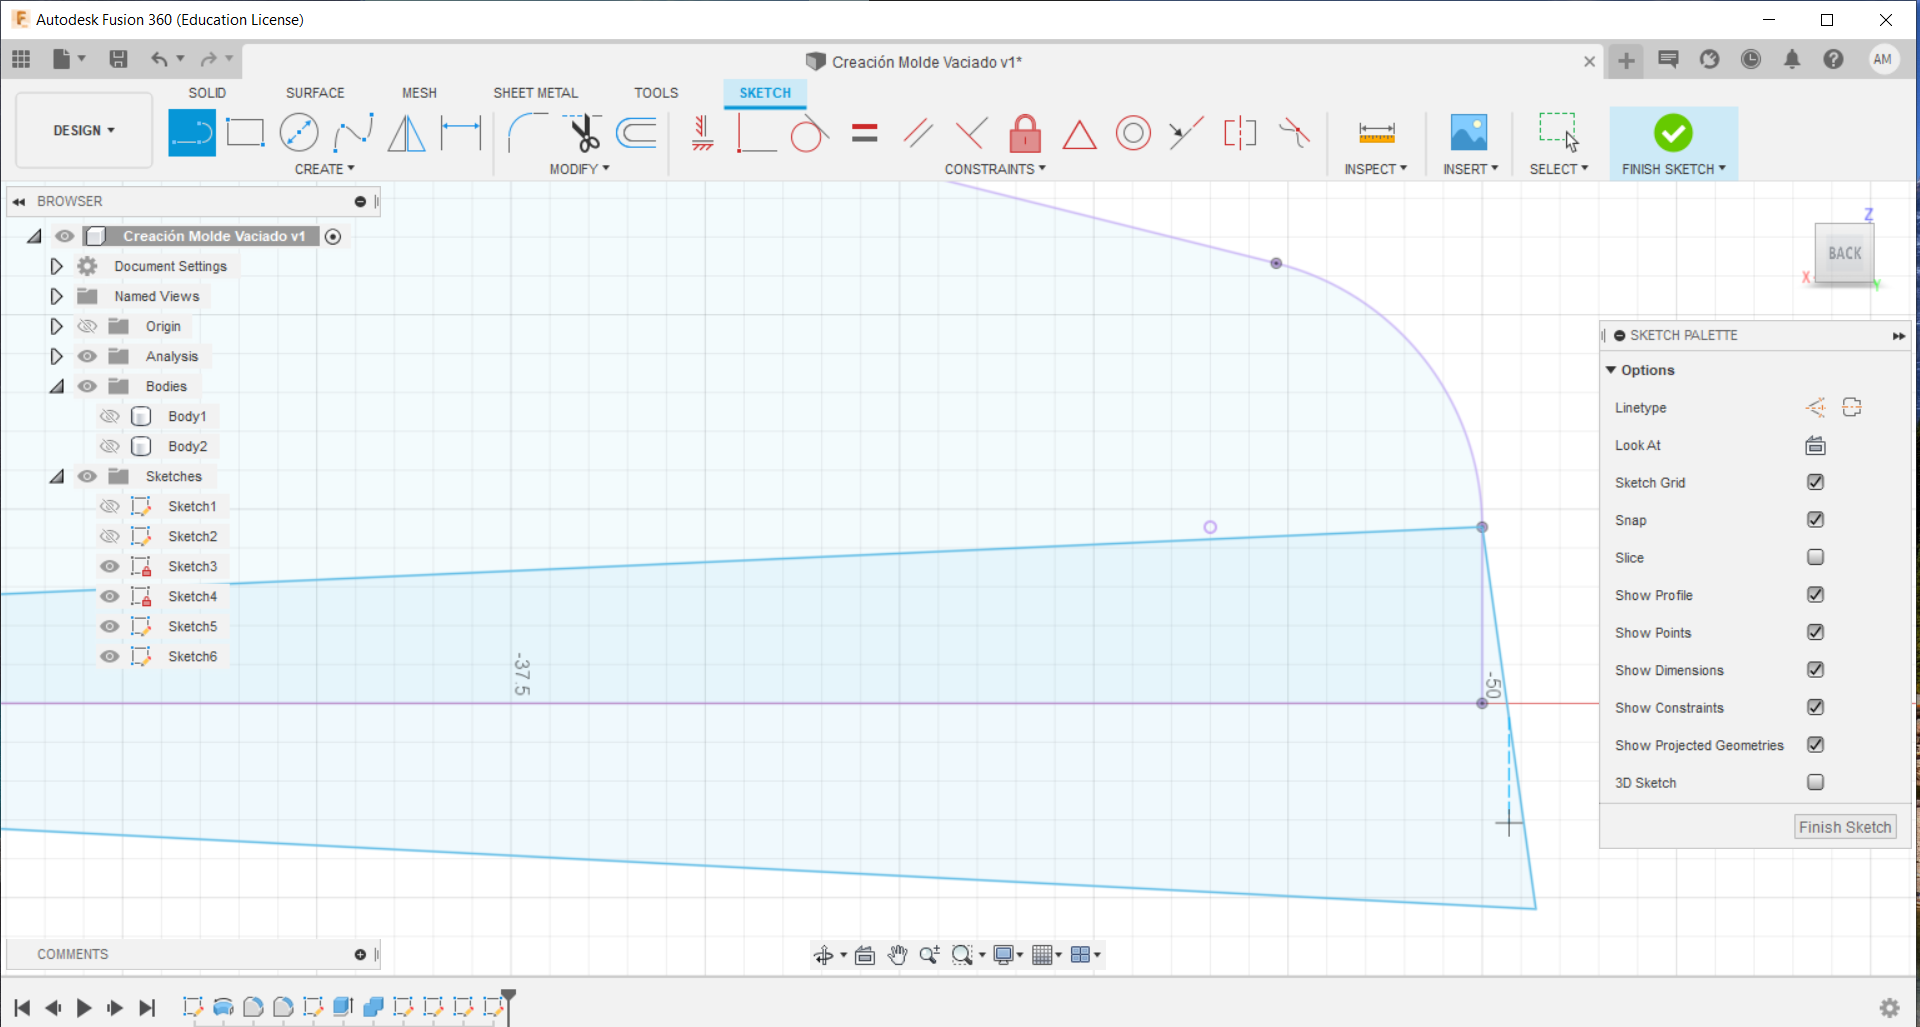 Autodesk Fusion 360 (Education License)
Creación Molde Vaciado v1*
AM
SOLID SURFACE MESH SHEET METAL TOOLS SKETCH
DESIGN
CREATE MODIFY CONSTRAINTS INSPECT INSERT SELECT FINISH SKETCH
BROWSER
Creación Molde Vaciado v1
Document Settings
Named Views
Origin
Analysis
Bodies
Body1
Body2
Sketches
Sketch1
Sketch2
Sketch3
Sketch4
Sketch5
Sketch6
-37.5
-50
Z
BACK
X
Y
SKETCH PALETTE
Options
Linetype
Look At
Sketch Grid
Snap
Slice
Show Profile
Show Points
Show Dimensions
Show Constraints
Show Projected Geometries
3D Sketch
Finish Sketch
COMMENTS